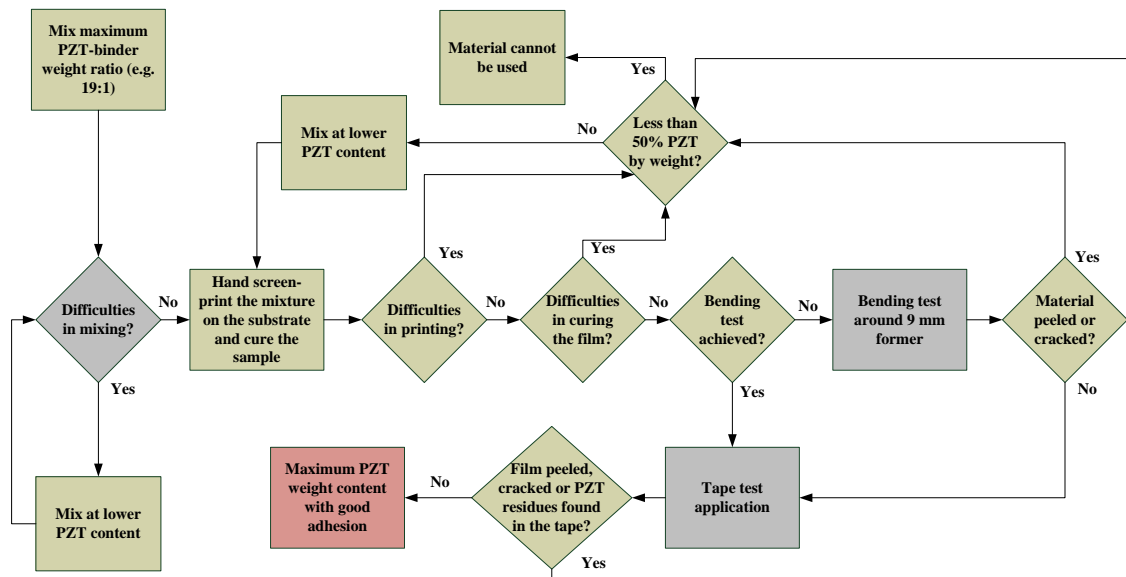 Mix maximum
PZT-binder
weight ratio (e.g.
19:1)
Material cannot
be used
Yes
Less than
50% PZT
by weight?
No
Mix at lower
PZT content
Difficulties
in mixing?
No
Yes
Mix at lower
PZT content
Hand screen-
print the mixture
on the substrate
and cure the
sample
Difficulties
in printing?
Yes
No
Difficulties
in curing
the film?
Yes
No
Bending
test
achieved?
No
Yes
Bending test
around 9 mm
former
Material
peeled or
cracked?
Yes
No
Tape test
application
Film peeled,
cracked or PZT
residues found
in the tape?
No
Yes
Maximum PZT
weight content
with good
adhesion